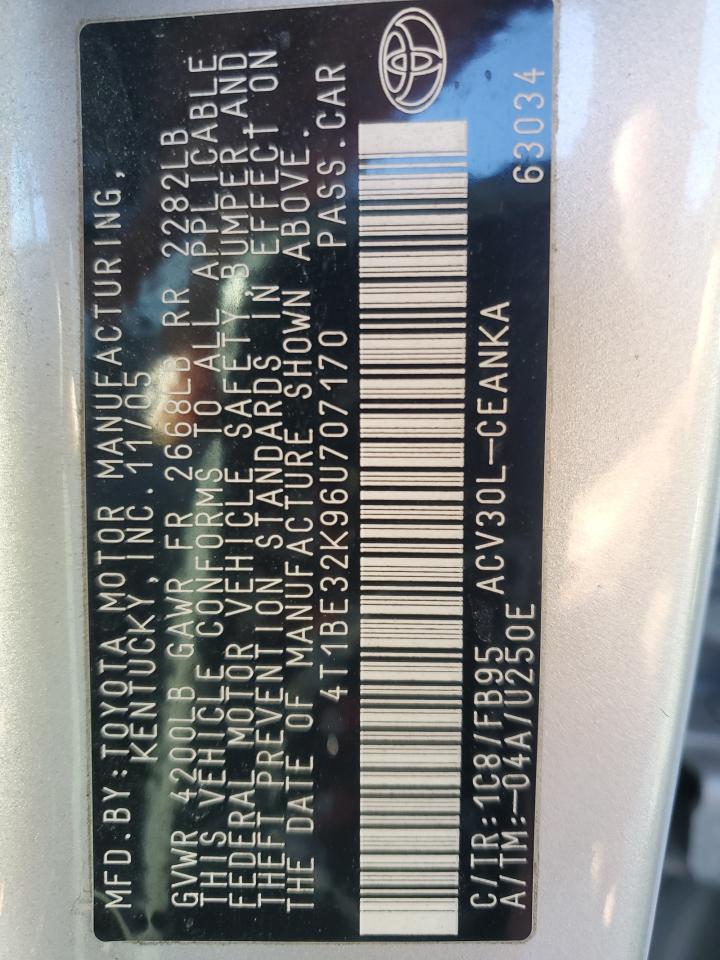 MFD.BY:TOYOTA MOTOR MANUFACTURING,
KENTUCKY, INC. 11/05
GVWR 4200LB GAWR FR 2668LB RR 2282LB
THIS VEHICLE CONFORMS TO ALL APPLICABLE
FEDERAL MOTOR VEHICLE SAFETY, BUMPER, AND
THEFT PREVENTION STANDARDS IN EFFECT ON
THE DATE OF MANUFACTURE SHOWN ABOVE.
4T1BE32K96U707170 PASS.CAR
C/TR:1C8/FB95 ACV30L-CEANKA
A/TM:-04A/U250E 63034